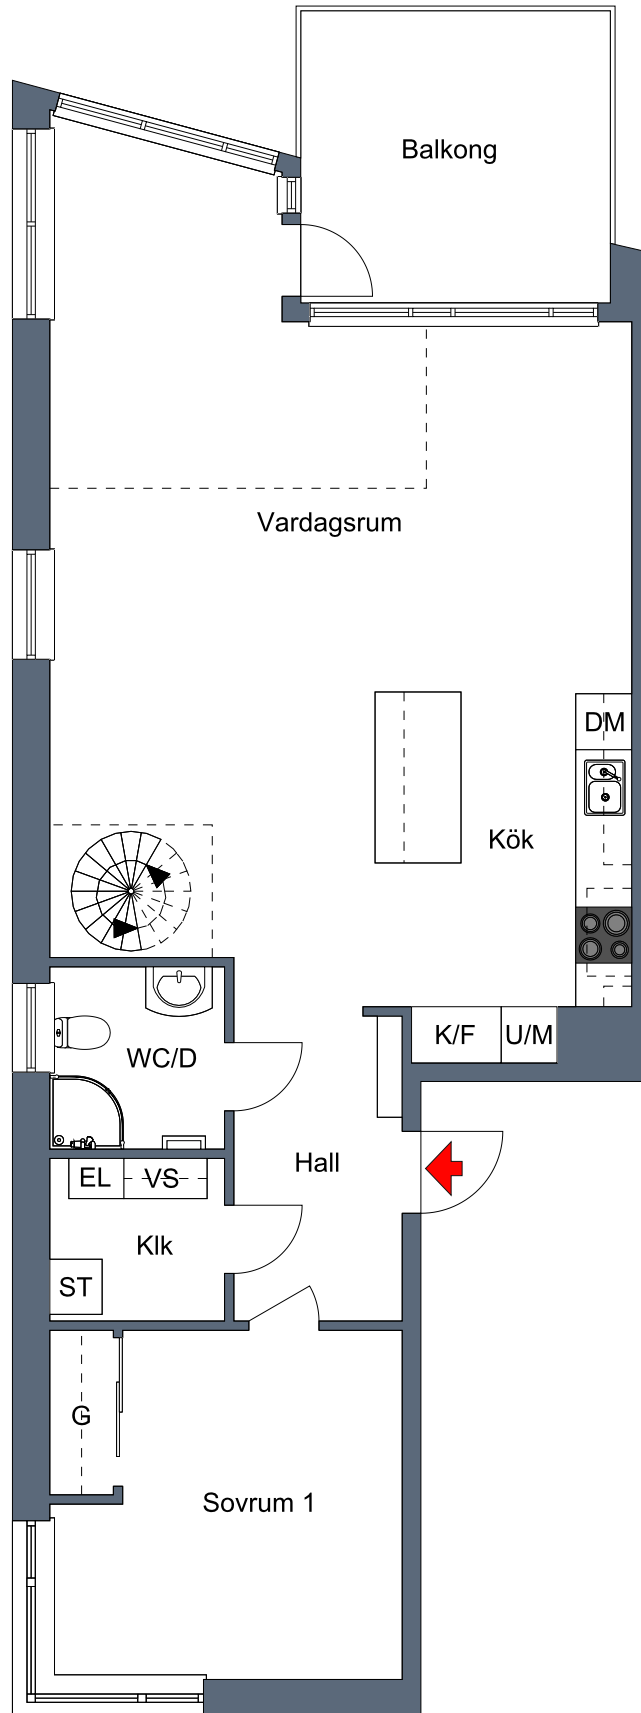 Balkong
Vardagsrum
DM
Kök
K/F
U/M
WC/D
Hall
EL
VS
Klk
ST
G
Sovrum 1